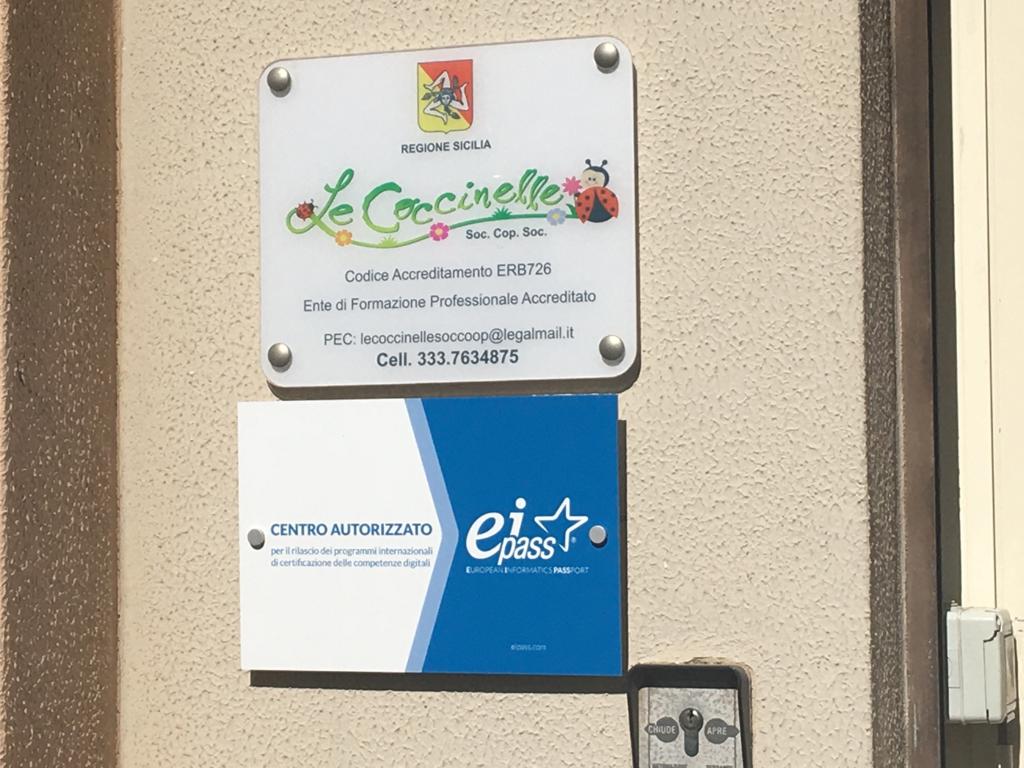 REGIONE SICILIA
Le Coccinelle
Soc. Cop. Soc.
Codice Accreditamento ERB726
Ente di Formazione Professionale Accreditato
PEC: lecoccinellesoccoop@legalmail.it
Cell. 333.7634875
CENTRO AUTORIZZATO
per il rilascio dei programmi internazionali
di certificazione delle competenze digitali
ei
pass®
EUROPEAN INFORMATICS PASSPORT
eipass.com
CHIUDE APRE